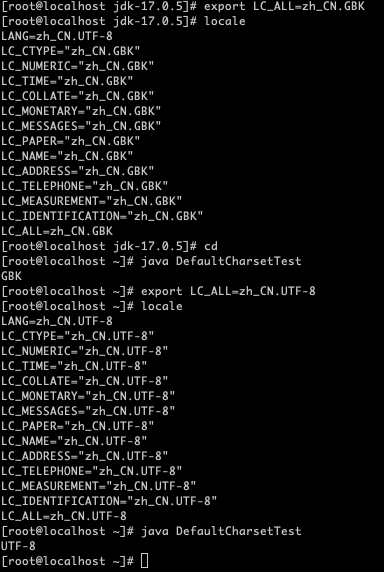 [root@localhost jdk-17.0.5]# export LC_ALL=zh_CN.GBK
[root@localhost jdk-17.0.5]# locale
LANG=zh_CN.UTF-8
LC_CTYPE="zh_CN.GBK"
LC_NUMERIC="zh_CN.GBK"
LC_TIME="zh_CN.GBK"
LC_COLLATE="zh_CN.GBK"
LC_MONETARY="zh_CN.GBK"
LC_MESSAGES="zh_CN.GBK"
LC_PAPER="zh_CN.GBK"
LC_NAME="zh_CN.GBK"
LC_ADDRESS="zh_CN.GBK"
LC_TELEPHONE="zh_CN.GBK"
LC_MEASUREMENT="zh_CN.GBK"
LC_IDENTIFICATION="zh_CN.GBK"
LC_ALL=zh_CN.GBK
[root@localhost jdk-17.0.5]# cd
[root@localhost ~]# java DefaultCharsetTest
GBK
[root@localhost ~]# export LC_ALL=zh_CN.UTF-8
[root@localhost ~]# locale
LANG=zh_CN.UTF-8
LC_CTYPE="zh_CN.UTF-8"
LC_NUMERIC="zh_CN.UTF-8"
LC_TIME="zh_CN.UTF-8"
LC_COLLATE="zh_CN.UTF-8"
LC_MONETARY="zh_CN.UTF-8"
LC_MESSAGES="zh_CN.UTF-8"
LC_PAPER="zh_CN.UTF-8"
LC_NAME="zh_CN.UTF-8"
LC_ADDRESS="zh_CN.UTF-8"
LC_TELEPHONE="zh_CN.UTF-8"
LC_MEASUREMENT="zh_CN.UTF-8"
LC_IDENTIFICATION="zh_CN.UTF-8"
LC_ALL=zh_CN.UTF-8
[root@localhost ~]# java DefaultCharsetTest
UTF-8
[root@localhost ~]#